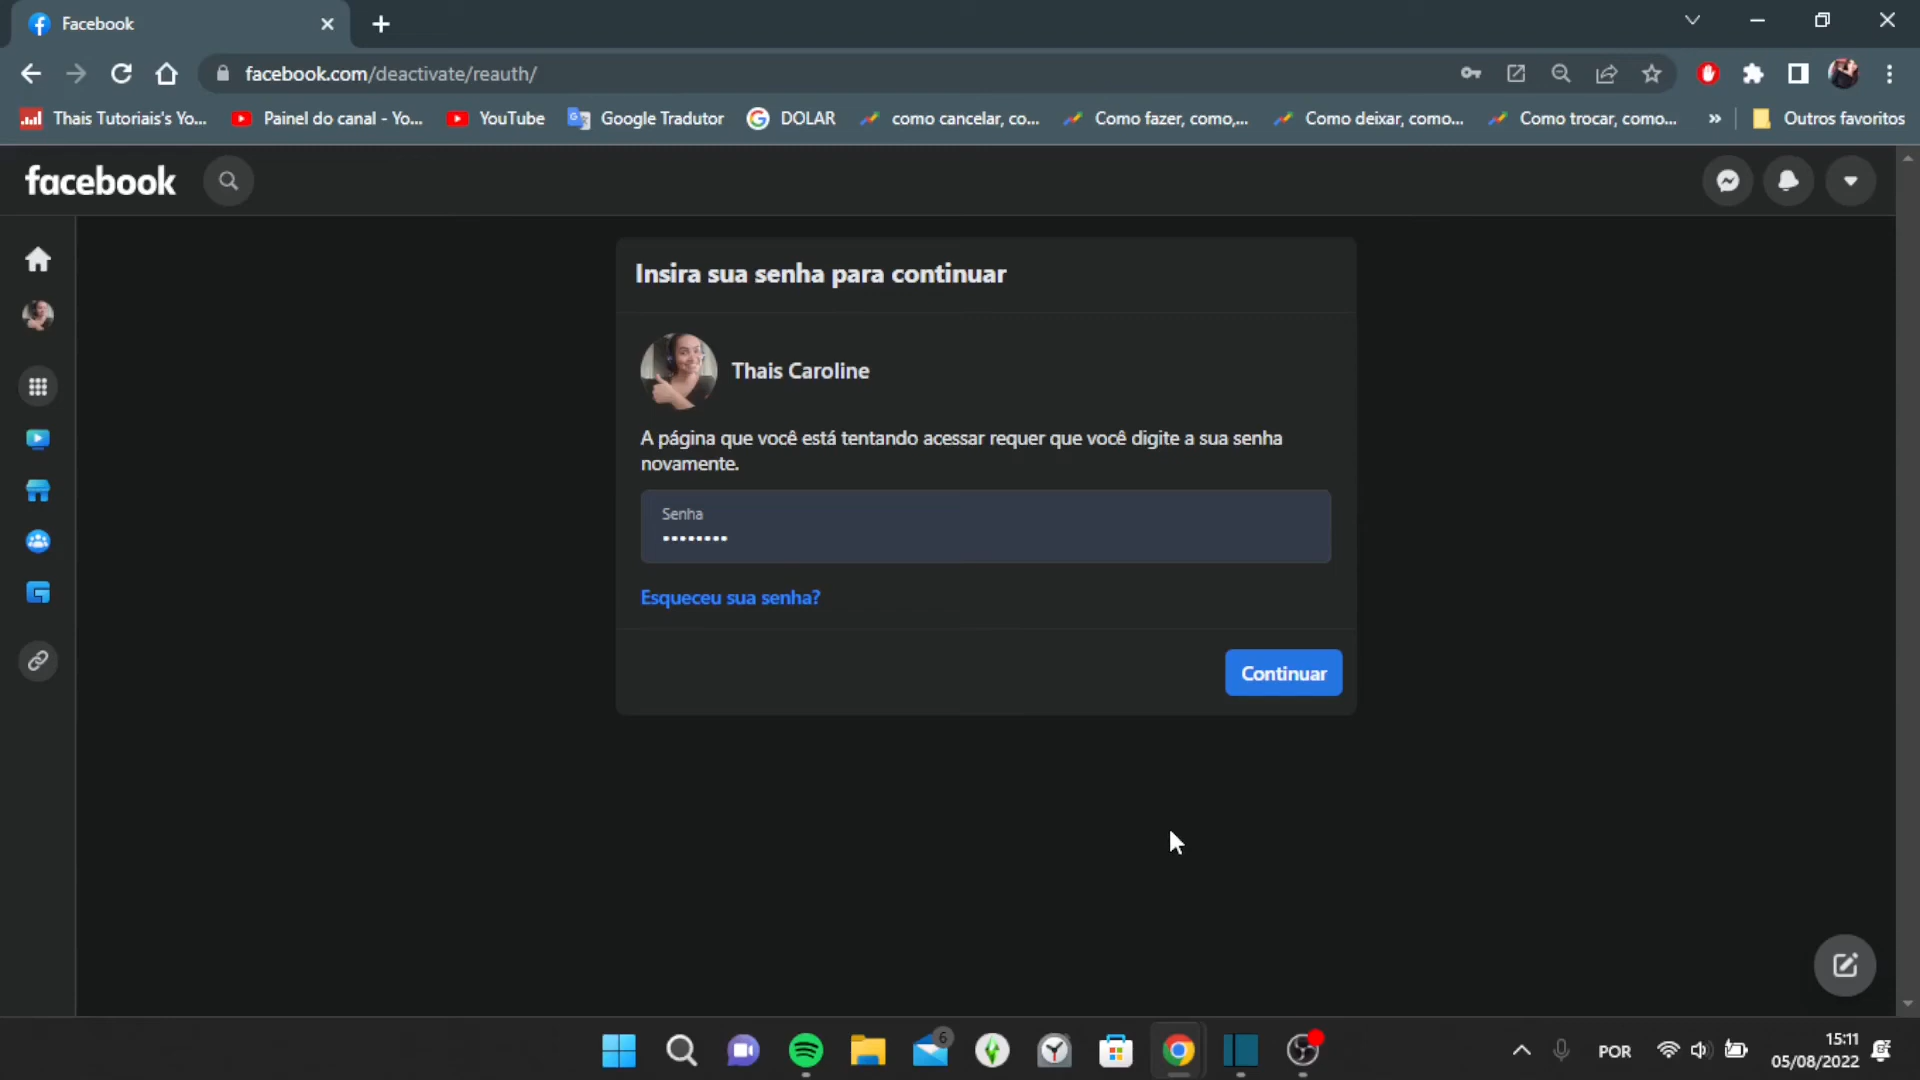 Facebook
facebook.com/deactivate/reauth/
Thais Tutoriais's Yo... Painel do canal - Yo... YouTube Google Tradutor DOLAR como cancelar, co... Como fazer, como,... Como deixar, como... Como trocar, como... » Outros favoritos
facebook
Insira sua senha para continuar
Thais Caroline
A página que você está tentando acessar requer que você digite a sua senha
novamente.
Senha
••••••••
Esqueceu sua senha?
Continuar
6
POR
15:11
05/08/2022